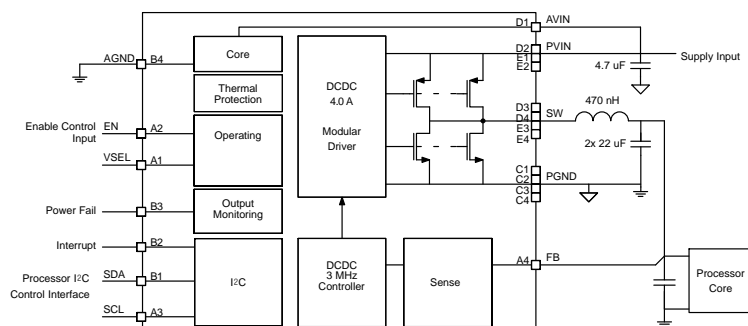 D1 AVIN
AGND B4
Core
D2 PVIN
E1
E2
Supply Input
4.7 uF
Thermal
Protection
DCDC
4.0 A
Modular
Driver
D3
D4 SW
E3
E4
470 nH
2x 22 uF
Enable Control
Input
EN A2
Operating
VSEL A1
C1
C2 PGND
C3
C4
Power Fail B3
Output
Monitoring
Interrupt B2
Processor I2C
Control Interface
SDA B1
SCL A3
I2C
DCDC
3 MHz
Controller
Sense
A4 FB
Processor
Core